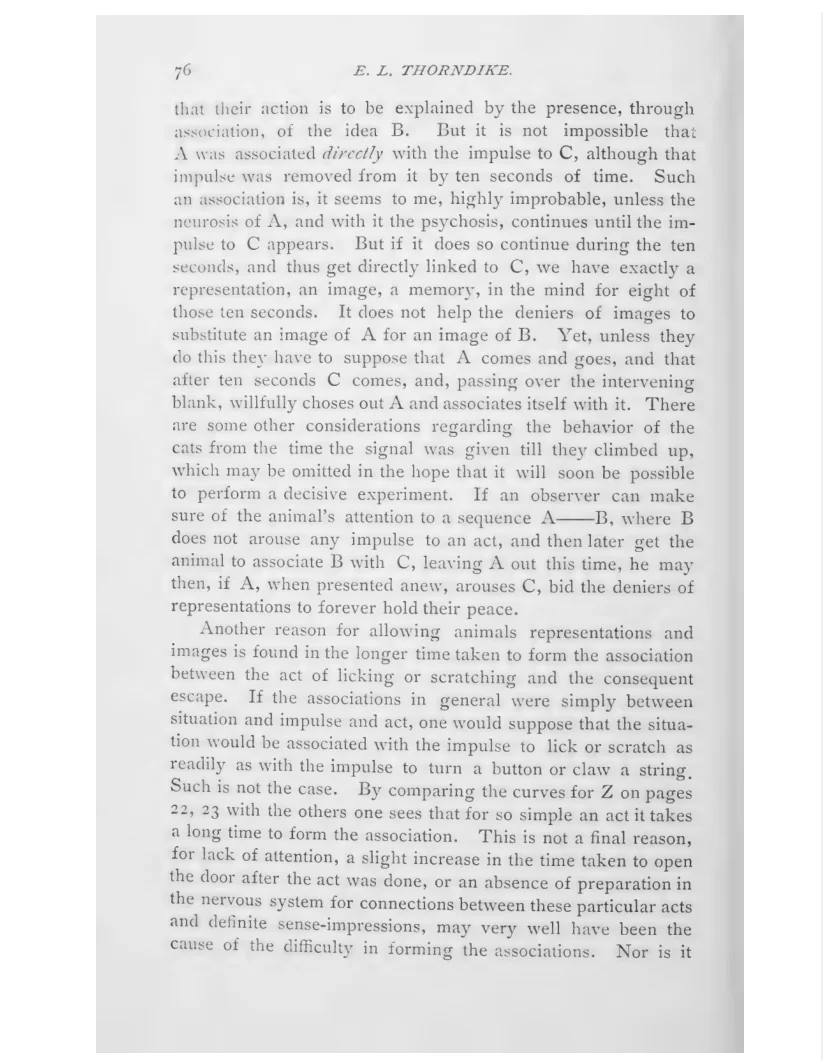 76 E. L. THORNDIKE.
that their action is to be explained by the presence, through
association, of the idea B. But it is not impossible that
A was associated directly with the impulse to C, although that
impulse was removed from it by ten seconds of time. Such
an association is, it seems to me, highly improbable, unless the
neurosis of A, and with it the psychosis, continues until the im-
pulse to C appears. But if it does so continue during the ten
seconds, and thus get directly linked to C, we have exactly a
representation, an image, a memory, in the mind for eight of
those ten seconds. It does not help the deniers of images to
substitute an image of A for an image of B. Yet, unless they
do this they have to suppose that A comes and goes, and that
after ten seconds C comes, and, passing over the intervening
blank, willfully choses out A and associates itself with it. There
are some other considerations regarding the behavior of the
cats from the time the signal was given till they climbed up,
which may be omitted in the hope that it will soon be possible
to perform a decisive experiment. If an observer can make
sure of the animal's attention to a sequence A——B, where B
does not arouse any impulse to an act, and then later get the
animal to associate B with C, leaving A out this time, he may
then, if A, when presented anew, arouses C, bid the deniers of
representations to forever hold their peace.
Another reason for allowing animals representations and
images is found in the longer time taken to form the association
between the act of licking or scratching and the consequent
escape. If the associations in general were simply between
situation and impulse and act, one would suppose that the situa-
tion would be associated with the impulse to lick or scratch as
readily as with the impulse to turn a button or claw a string.
Such is not the case. By comparing the curves for Z on pages
22, 23 with the others one sees that for so simple an act it takes
a long time to form the association. This is not a final reason,
for lack of attention, a slight increase in the time taken to open
the door after the act was done, or an absence of preparation in
the nervous system for connections between these particular acts
and definite sense-impressions, may very well have been the
cause of the difficulty in forming the associations. Nor is it